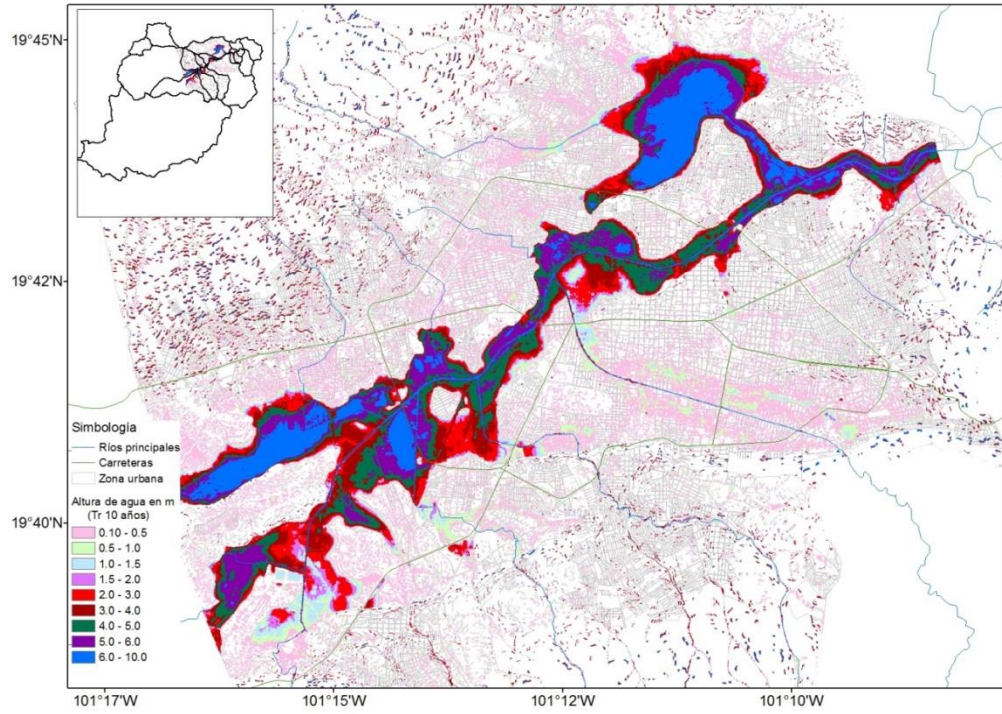 19°45'N
19°42'N
19°40'N
Simbología
Ríos principales
Carreteras
Zona urbana
Altura de agua en m
(Tr 10 años)
0.10 - 0.5
0.5 - 1.0
1.0 - 1.5
1.5 - 2.0
2.0 - 3.0
3.0 - 4.0
4.0 - 5.0
5.0 - 6.0
6.0 - 10.0
101°17'W
101°15'W
101°12'W
101°10'W